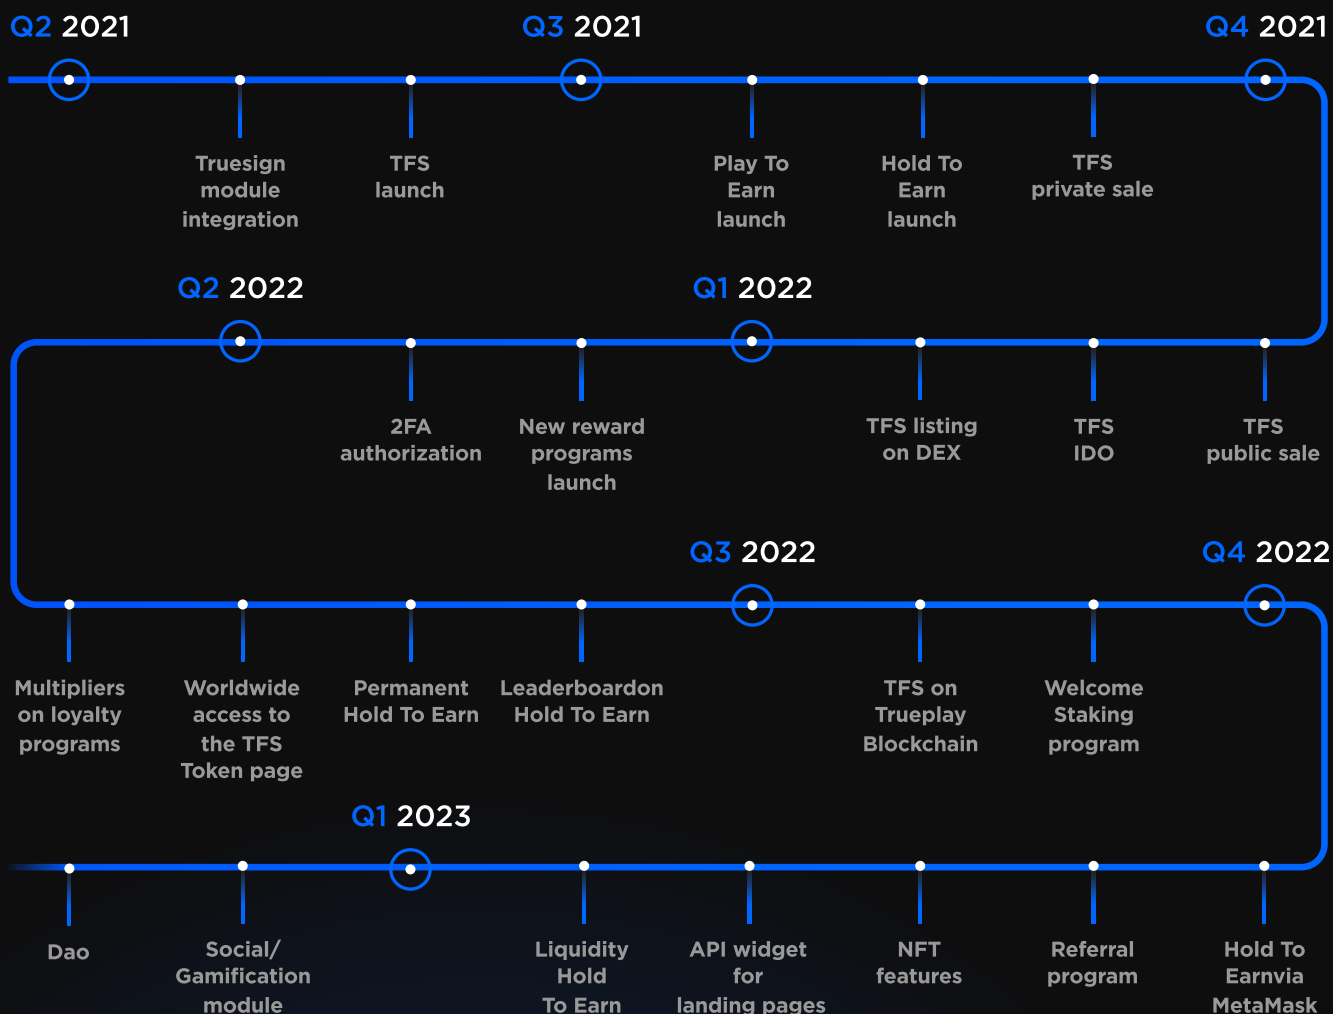 Q2 2021
Q3 2021
Q4 2021
Truesign
module
integration
TFS
launch
Play To
Earn
launch
Hold To
Earn
launch
TFS
private sale
Q2 2022
Q1 2022
2FA
authorization
New reward
programs
launch
TFS listing
on DEX
TFS
IDO
TFS
public sale
Q3 2022
Q4 2022
Multipliers
on loyalty
programs
Worldwide
access to
the TFS
Token page
Permanent
Hold To Earn
Leaderboardon
Hold To Earn
TFS on
Trueplay
Blockchain
Welcome
Staking
program
Q1 2023
Dao
Social/
Gamification
module
Liquidity
Hold
To Earn
API widget
for
landing pages
NFT
features
Referral
program
Hold To
Earnvia
MetaMask